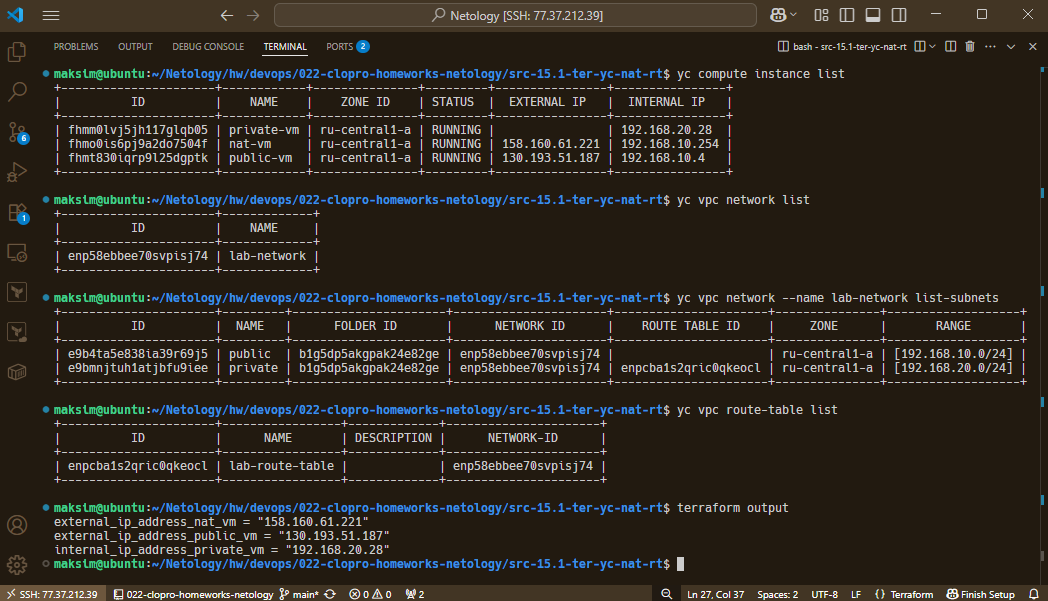 Netology [SSH: 77.37.212.39]
PROBLEMS OUTPUT DEBUG CONSOLE TERMINAL PORTS 2 bash - src-15.1-ter-yc-nat-rt
maksim@ubuntu:~/Netology/hw/devops/022-clopro-homeworks-netology/src-15.1-ter-yc-nat-rt$ yc compute instance list
+----------------------+------------+---------------+---------+----------------+----------------+
| ID | NAME | ZONE ID | STATUS | EXTERNAL IP | INTERNAL IP |
+----------------------+------------+---------------+---------+----------------+----------------+
| fhmm0lvj5jh117glqb05 | private-vm | ru-central1-a | RUNNING | | 192.168.20.28 |
| fhmo0is6pj9a2do7504f | nat-vm | ru-central1-a | RUNNING | 158.160.61.221 | 192.168.10.254 |
| fhmt830iqrp9l25dgptk | public-vm | ru-central1-a | RUNNING | 130.193.51.187 | 192.168.10.4 |
+----------------------+------------+---------------+---------+----------------+----------------+
maksim@ubuntu:~/Netology/hw/devops/022-clopro-homeworks-netology/src-15.1-ter-yc-nat-rt$ yc vpc network list
+----------------------+-------------+
| ID | NAME |
+----------------------+-------------+
| enp58ebbee70svpisj74 | lab-network |
+----------------------+-------------+
maksim@ubuntu:~/Netology/hw/devops/022-clopro-homeworks-netology/src-15.1-ter-yc-nat-rt$ yc vpc network --name lab-network list-subnets
+----------------------+---------+----------------------+----------------------+----------------------+---------------+-------------------+
| ID | NAME | FOLDER ID | NETWORK ID | ROUTE TABLE ID | ZONE | RANGE |
+----------------------+---------+----------------------+----------------------+----------------------+---------------+-------------------+
| e9b4ta5e838ia39r69j5 | public | b1g5dp5akgpak24e82ge | enp58ebbee70svpisj74 | | ru-central1-a | [192.168.10.0/24] |
| e9bmnjtuh1atjbfu9iee | private | b1g5dp5akgpak24e82ge | enp58ebbee70svpisj74 | enpcba1s2qric0qkeocl | ru-central1-a | [192.168.20.0/24] |
+----------------------+---------+----------------------+----------------------+----------------------+---------------+-------------------+
maksim@ubuntu:~/Netology/hw/devops/022-clopro-homeworks-netology/src-15.1-ter-yc-nat-rt$ yc vpc route-table list
+----------------------+-----------------+-------------+----------------------+
| ID | NAME | DESCRIPTION | NETWORK-ID |
+----------------------+-----------------+-------------+----------------------+
| enpcba1s2qric0qkeocl | lab-route-table | | enp58ebbee70svpisj74 |
+----------------------+-----------------+-------------+----------------------+
maksim@ubuntu:~/Netology/hw/devops/022-clopro-homeworks-netology/src-15.1-ter-yc-nat-rt$ terraform output
external_ip_address_nat_vm = "158.160.61.221"
external_ip_address_public_vm = "130.193.51.187"
internal_ip_address_private_vm = "192.168.20.28"
maksim@ubuntu:~/Netology/hw/devops/022-clopro-homeworks-netology/src-15.1-ter-yc-nat-rt$
6
1
SSH: 77.37.212.39 022-clopro-homeworks-netology main* 0 0 2 Ln 27, Col 37 Spaces: 2 UTF-8 LF {} Terraform Finish Setup